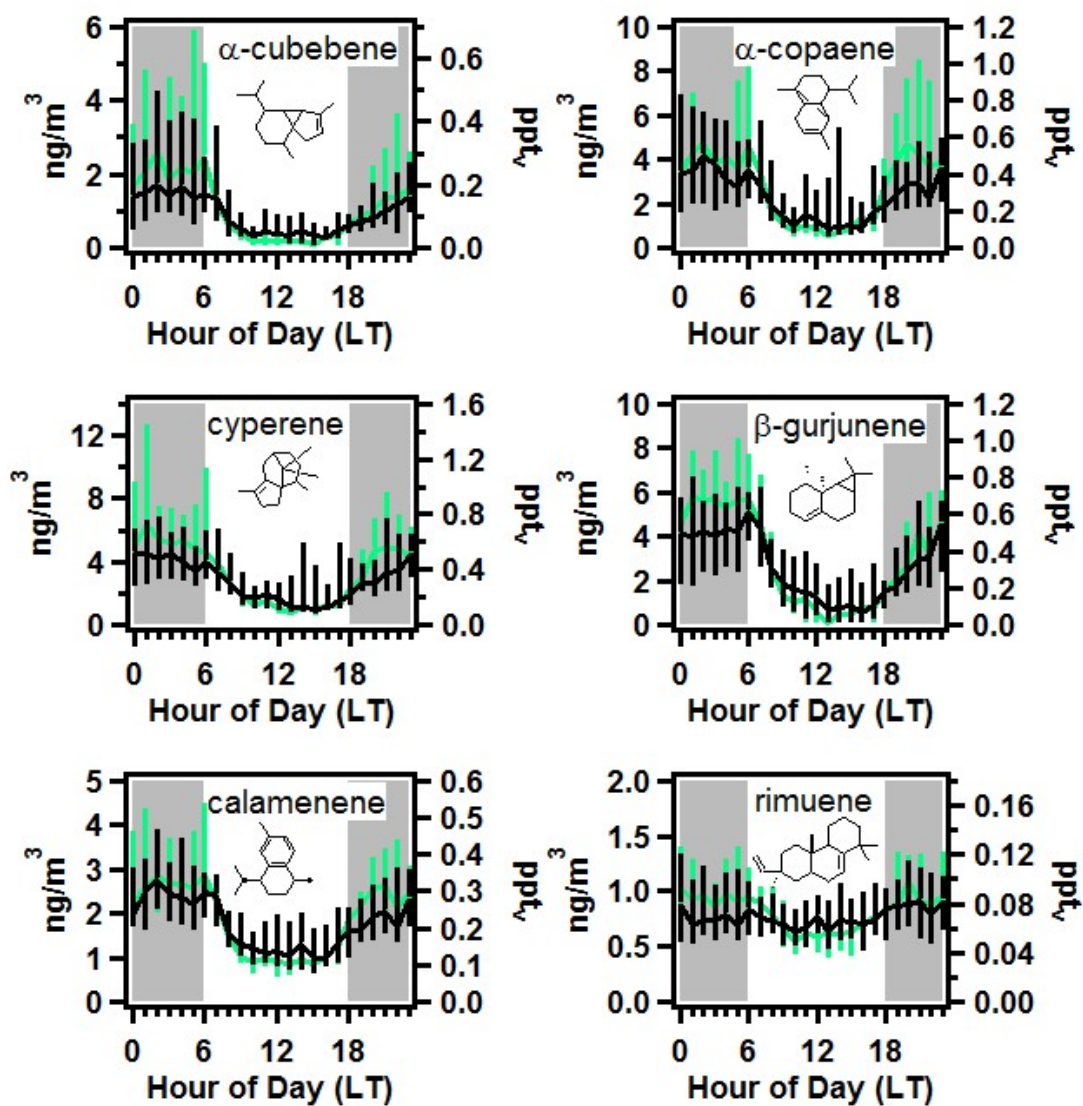 α-cubebene
6
4
2
0
ng/m³
0.6
0.4
0.2
0.0
pptv
0 6 12 18
Hour of Day (LT)
α-copaene
10
8
6
4
2
0
ng/m³
1.2
1.0
0.8
0.6
0.4
0.2
0.0
pptv
0 6 12 18
Hour of Day (LT)
cyperene
12
8
4
0
ng/m³
1.6
1.2
0.8
0.4
0.0
pptv
0 6 12 18
Hour of Day (LT)
β-gurjunene
10
8
6
4
2
0
ng/m³
1.2
1.0
0.8
0.6
0.4
0.2
0.0
pptv
0 6 12 18
Hour of Day (LT)
calamenene
5
4
3
2
1
0
ng/m³
0.6
0.5
0.4
0.3
0.2
0.1
0.0
pptv
0 6 12 18
Hour of Day (LT)
rimuene
2.0
1.5
1.0
0.5
0.0
ng/m³
0.16
0.12
0.08
0.04
0.00
pptv
0 6 12 18
Hour of Day (LT)